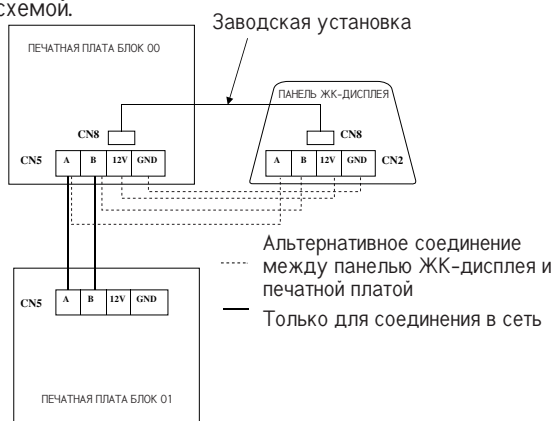 схемой.
Заводская установка
ПЕЧАТНАЯ ПЛАТА БЛОК 00
ПАНЕЛЬ ЖК-ДИСПЛЕЯ
CN8
CN8
CN5 A B 12V GND
A B 12V GND CN2
Альтернативное соединение
между панелью ЖК-дисплея и
печатной платой
Только для соединения в сеть
CN5 A B 12V GND
ПЕЧАТНАЯ ПЛАТА БЛОК 01